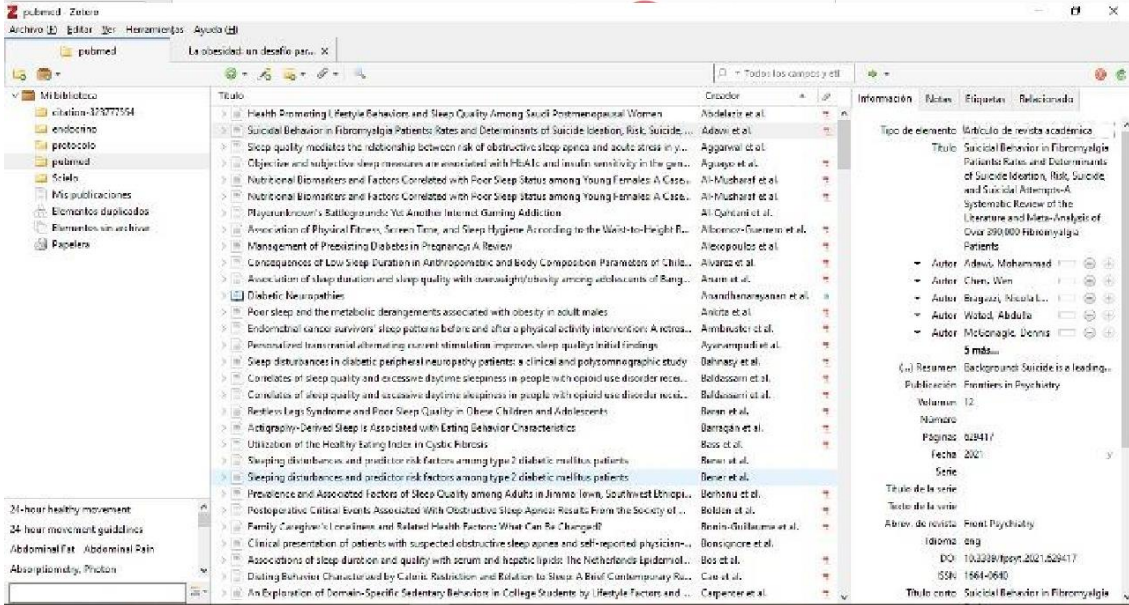 pubmed - Zotero
Archivo (F) Editar Ver Herramientas Ayuda (H)
pubmed
La obesidad: un desafío par... X
Todos los campos y eti
Mi biblioteca
endocrino
protocolo
pubmed
Scielo
Mis publicaciones
Elementos duplicados
Elementos sin archivar
Papelera
24-hour healthy movement
24-hour movement guidelines
Abdominal Fat Abdominal Pain
Absorptiometry, Photon
Título Creador
Health Promoting Lifestyle Behaviors and Sleep Quality Among Saudi Postmenopausal Women Abdelaziz et al.
Suicidal Behavior in Fibromyalgia Patients: Rates and Determinants of Suicide Ideation, Risk, Suicide, ... Adawi et al.
Sleep quality mediates the relationship between risk of obstructive sleep apnea and acute stress in y... Aggarwal et al.
Objective and subjective sleep measures are associated with HbA1c and insulin sensitivity in the gen... Aguayo et al.
Nutritional Biomarkers and Factors Correlated with Poor Sleep Status among Young Females: A Case... Al-Musharaf et al.
Nutritional Biomarkers and Factors Correlated with Poor Sleep Status among Young Females: A Case... Al-Musharaf et al.
Playerunknown's Battlegrounds: Yet Another Internet Gaming Addiction Al-Qahtani et al.
Association of Physical Fitness, Screen Time, and Sleep Hygiene According to the Waist-to-Height R... Albornoz-Guerrero et al.
Management of Preexisting Diabetes in Pregnancy: A Review Alexopoulos et al.
Consequences of Low Sleep Duration in Anthropometric and Body Composition Parameters of Chile... Alvarez et al.
Association of sleep duration and sleep quality with overweight/obesity among adolescents of Bang... Anam et al.
Diabetic Neuropathies Anandhanarayanan et al.
Poor sleep and the metabolic derangements associated with obesity in adult males Ankita et al.
Endometrial cancer survivors' sleep patterns before and after a physical activity intervention: A retros... Armbruster et al.
Personalized transcranial alternating current stimulation improves sleep quality: Initial findings Ayanampudi et al.
Sleep disturbances in diabetic peripheral neuropathy patients: a clinical and polysomnographic study Bahnasy et al.
Correlates of sleep quality and excessive daytime sleepiness in people with opioid use disorder recei... Baldassarri et al.
Correlates of sleep quality and excessive daytime sleepiness in people with opioid use disorder recei... Baldassarri et al.
Restless Legs Syndrome and Poor Sleep Quality in Obese Children and Adolescents Baran et al.
Actigraphy-Derived Sleep Is Associated with Eating Behavior Characteristics Barragán et al.
Utilization of the Healthy Eating Index in Cystic Fibrosis Bass et al.
Sleeping disturbances and predictor risk factors among type 2 diabetic mellitus patients Bener et al.
Sleeping disturbances and predictor risk factors among type 2 diabetic mellitus patients Bener et al.
Prevalence and Associated Factors of Sleep Quality among Adults in Jimma Town, Southwest Ethiopi... Berhanu et al.
Postoperative Critical Events Associated With Obstructive Sleep Apnea: Results From the Society of ... Bolden et al.
Family Caregiver's Loneliness and Related Health Factors: What Can Be Changed? Bonin-Guillaume et al.
Clinical presentation of patients with suspected obstructive sleep apnea and self-reported physician-... Bonsignore et al.
Associations of sleep duration and quality with serum and hepatic lipids: The Netherlands Epidemiol... Bos et al.
Dieting Behavior Characterized by Caloric Restriction and Relation to Sleep: A Brief Contemporary Re... Cao et al.
An Exploration of Domain-Specific Sedentary Behaviors in College Students by Lifestyle Factors and ... Carpenter et al.
Información Notas Etiquetas Relacionado
Tipo de elemento Artículo de revista académica
Título Suicidal Behavior in Fibromyalgia
Patients: Rates and Determinants
of Suicide Ideation, Risk, Suicide,
and Suicidal Attempts-A
Systematic Review of the
Literature and Meta-Analysis of
Over 390,000 Fibromyalgia
Patients
Autor Adawi, Mohammad
Autor Chen, Wen
Autor Bragazzi, Nicola L...
Autor Watad, Abdulla
Autor McGonagle, Dennis
5 más...
(...) Resumen Background: Suicide is a leading...
Publicación Frontiers in Psychiatry
Volumen 12
Número
Páginas 629417
Fecha 2021 y
Serie
Título de la serie
Texto de la serie
Abrev. de revista Front Psychiatry
Idioma eng
DOI 10.3389/fpsyt.2021.629417
ISSN 1664-0640
Título corto Suicidal Behavior in Fibromyalgia